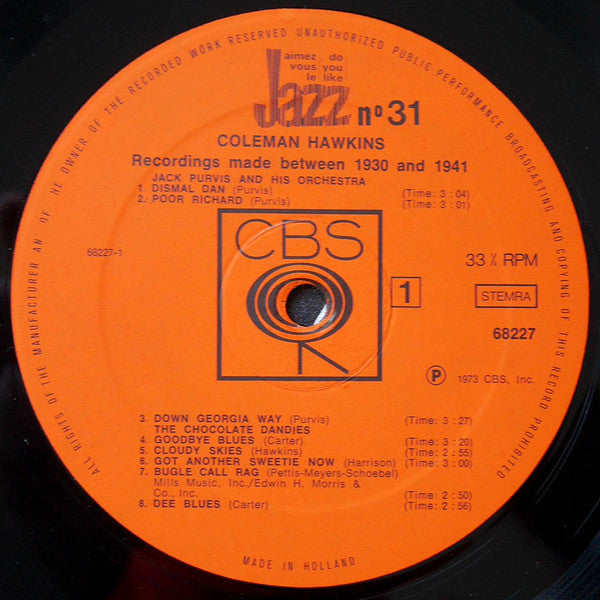 ALL RIGHTS OF THE MANUFACTURER AN OF HE OWNER OF THE RECORDED WORK RESERVED UNAUTHORIZED PUBLIC PERFORMANCE BROADCASTING AND COPYING OF THIS RECORD PROHIBITED
aimez do
vous you
le like
Jazz nº 31
COLEMAN HAWKINS
Recordings made between 1930 and 1941
JACK PURVIS AND HIS ORCHESTRA
1. DISMAL DAN (Purvis) (Time: 3 : 04)
2. POOR RICHARD (Purvis) (Time: 3 : 01)
CBS
68227-1
33 ⅓ RPM
1
STEMRA
68227
P 1973 CBS, Inc.
3. DOWN GEORGIA WAY (Purvis) (Time: 3 : 27)
THE CHOCOLATE DANDIES
4. GOODBYE BLUES (Carter) (Time: 3 : 20)
5. CLOUDY SKIES (Hawkins) (Time: 2 : 55)
6. GOT ANOTHER SWEETIE NOW (Harrison) (Time: 3 : 00)
7. BUGLE CALL RAG (Pettis-Meyers-Schoebel)
Mills Music, Inc./Edwin H. Morris &
Co., Inc. (Time: 2 : 50)
8. DEE BLUES (Carter) (Time: 2 : 56)
MADE IN HOLLAND